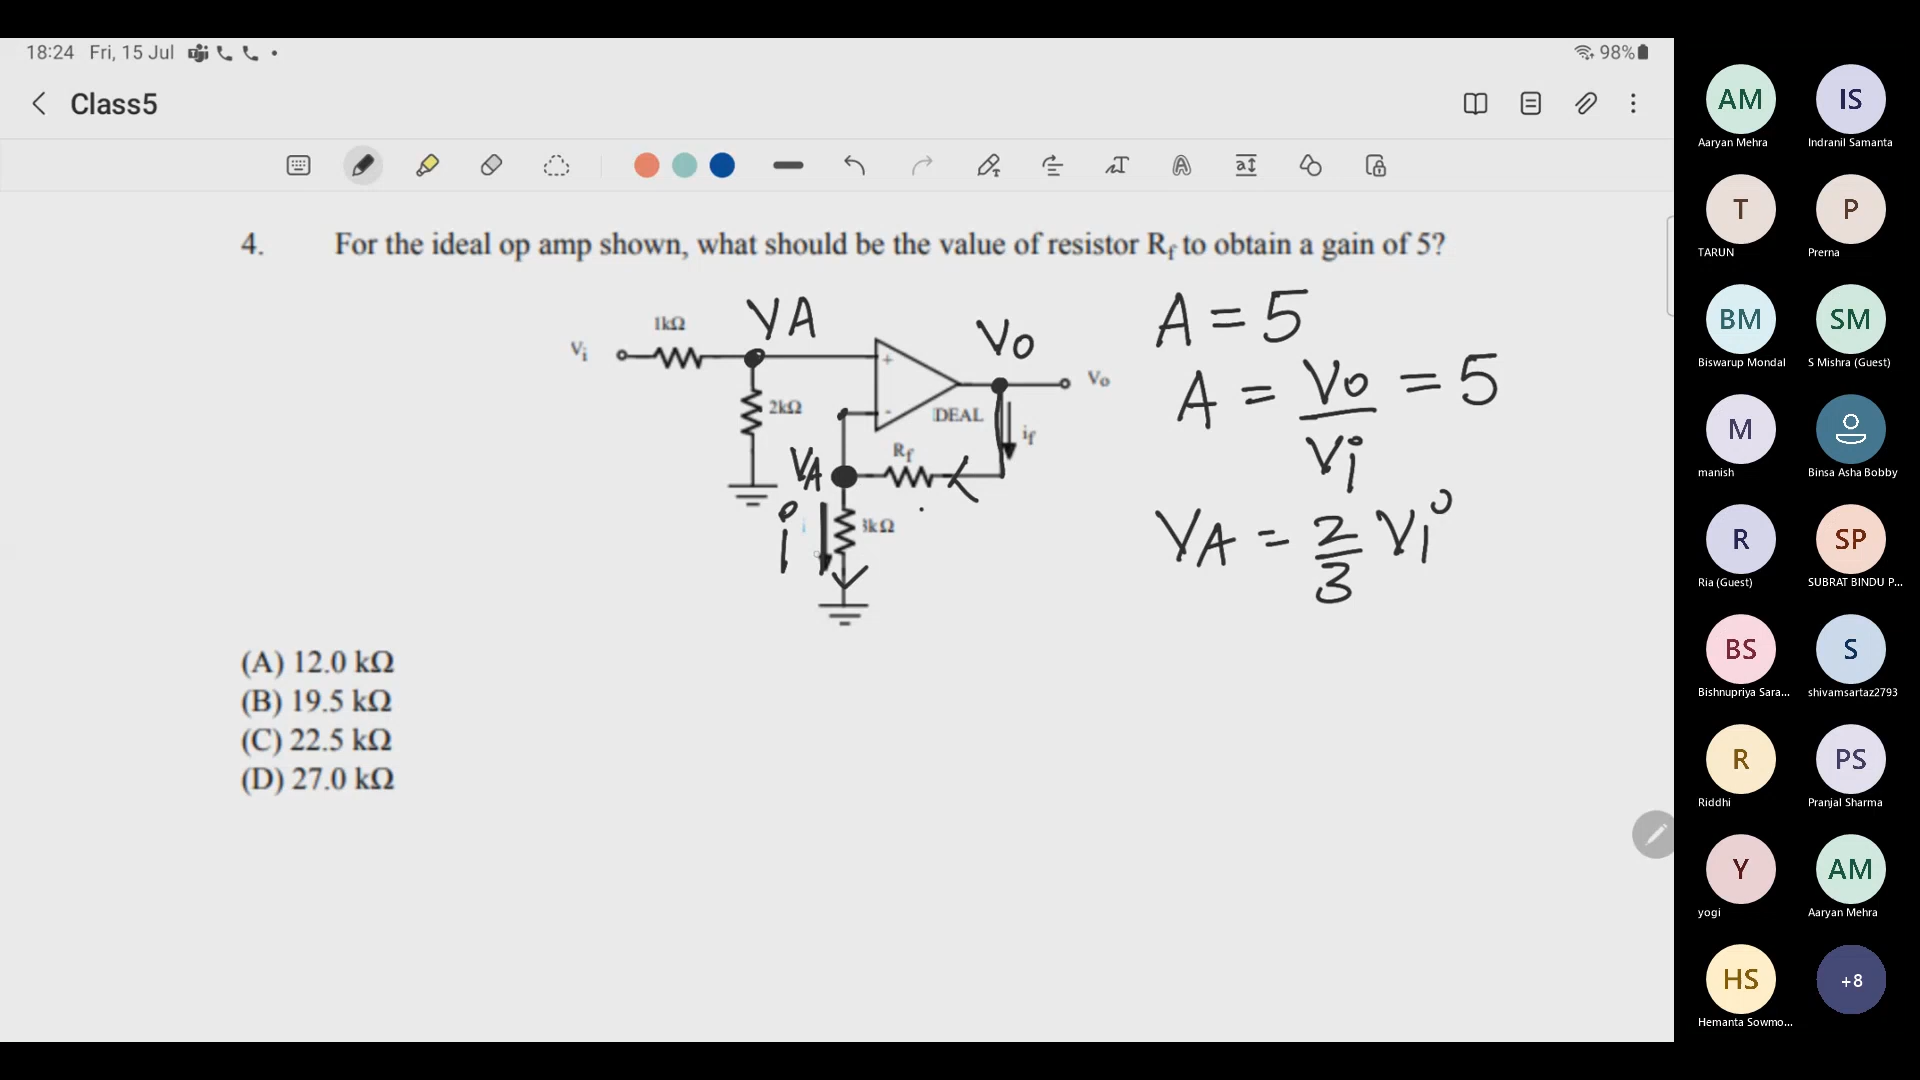 18:24 Fri, 15 Jul
98%
Class5
4. For the ideal op amp shown, what should be the value of resistor Rf to obtain a gain of 5?
1kΩ
VA
Vi
Vo
Vo
+
2kΩ
-
IDEAL
if
Rf
VA
i
i
3kΩ
A = 5
A = Vo/Vi = 5
VA = 2/3 Vi
(A) 12.0 kΩ
(B) 19.5 kΩ
(C) 22.5 kΩ
(D) 27.0 kΩ
AM IS
Aaryan Mehra Indranil Samanta
T P
TARUN Prerna
BM SM
Biswarup Mondal S Mishra (Guest)
M
manish Binsa Asha Bobby
R SP
Ria (Guest) SUBRAT BINDU P...
BS S
Bishnupriya Sara... shivamsartaz2793
R PS
Riddhi Pranjal Sharma
Y AM
yogi Aaryan Mehra
HS +8
Hemanta Sowmo...